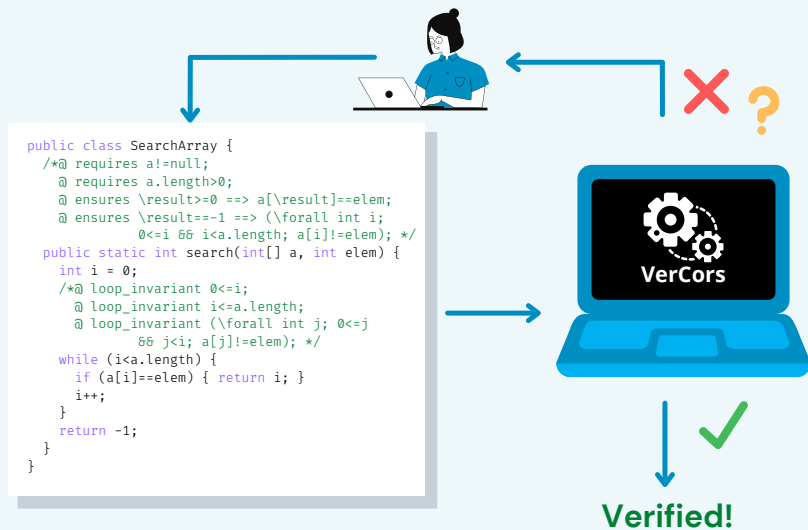 public class SearchArray {
  /*@ requires a!=null;
    @ requires a.length>0;
    @ ensures \result>=0 ==> a[\result]==elem;
    @ ensures \result==-1 ==> (\forall int i;
              0<=i && i<a.length; a[i]!=elem); */
  public static int search(int[] a, int elem) {
    int i = 0;
    /*@ loop_invariant 0<=i;
      @ loop_invariant i<=a.length;
      @ loop_invariant (\forall int j; 0<=j
              && j<i; a[j]!=elem); */
    while (i<a.length) {
      if (a[i]==elem) { return i; }
      i++;
    }
    return -1;
  }
}
?
VerCors
Verified!